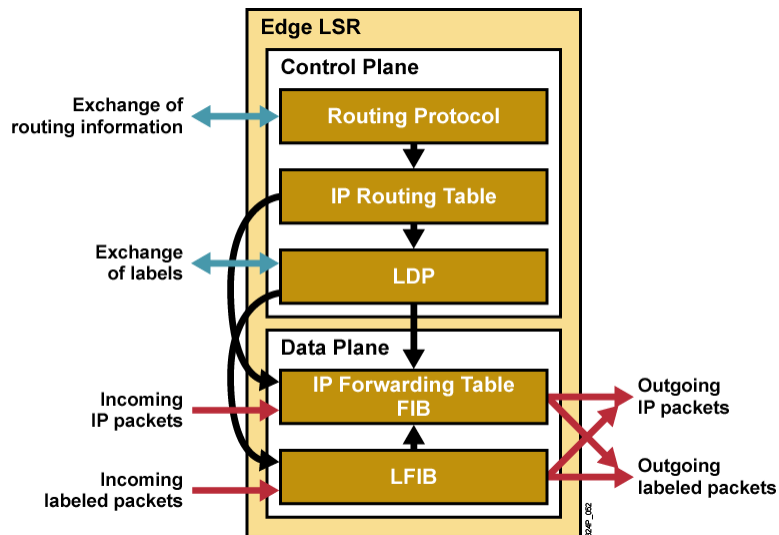 Edge LSR
Control Plane
Exchange of
routing information
Routing Protocol
IP Routing Table
Exchange
of labels
LDP
Data Plane
Incoming
IP packets
IP Forwarding Table
FIB
Outgoing
IP packets
Incoming
labeled packets
LFIB
Outgoing
labeled packets